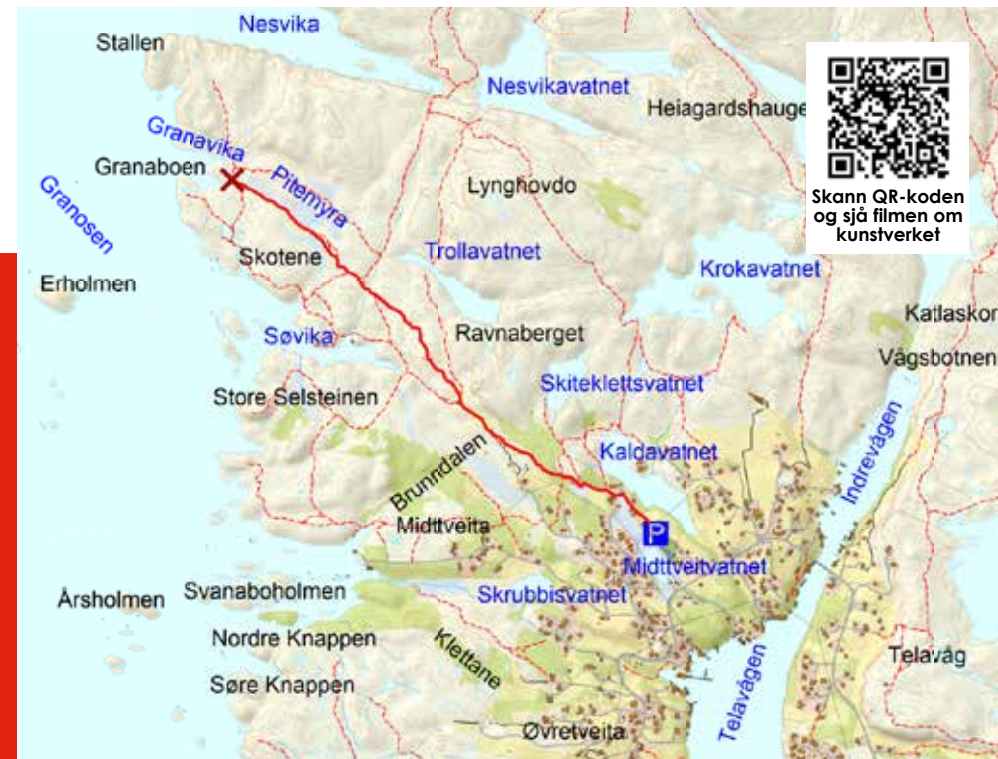 Nesvika
Stallen
Nesvikavatnet
Heiagardshauge
Granavika
Granaboen
Pitemyra
Lynghovdo
Skann QR-koden
og sjå filmen om
kunstverket
Granosen
Skotene
Trollavatnet
Krokavatnet
Erholmen
Katlaskor
Søvika
Ravnaberget
Vågsbotnen
Store Selsteinen
Skiteklettsvatnet
Brunndalen
Kaldavatnet
Indrevågen
Midttveita
P
Midttveitvatnet
Årsholmen
Svanaboholmen
Skrubbisvatnet
Nordre Knappen
Klettane
Telavåg
Søre Knappen
Telavågen
Øvretveita